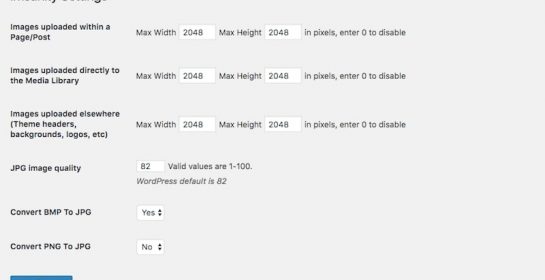 Imsanity Settings
Images uploaded within a Page/Post
Max Width 2048 Max Height 2048 in pixels, enter 0 to disable
Images uploaded directly to the Media Library
Max Width 2048 Max Height 2048 in pixels, enter 0 to disable
Images uploaded elsewhere (Theme headers, backgrounds, logos, etc)
Max Width 2048 Max Height 2048 in pixels, enter 0 to disable
JPG image quality
82 Valid values are 1-100.
WordPress default is 82
Convert BMP To JPG
Yes
Convert PNG To JPG
No